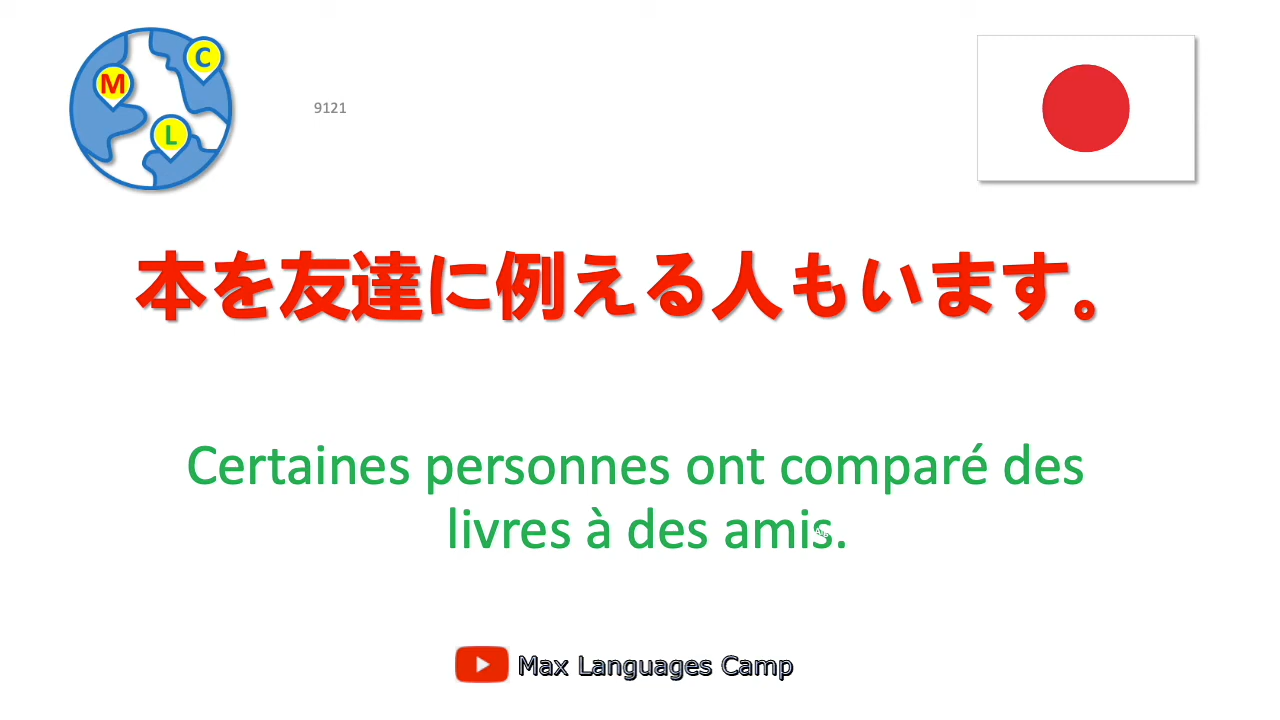 C
M
L
9121
本を友達に例える人もいます。
Certaines personnes ont comparé des
livres à des amis.
Max Languages Camp